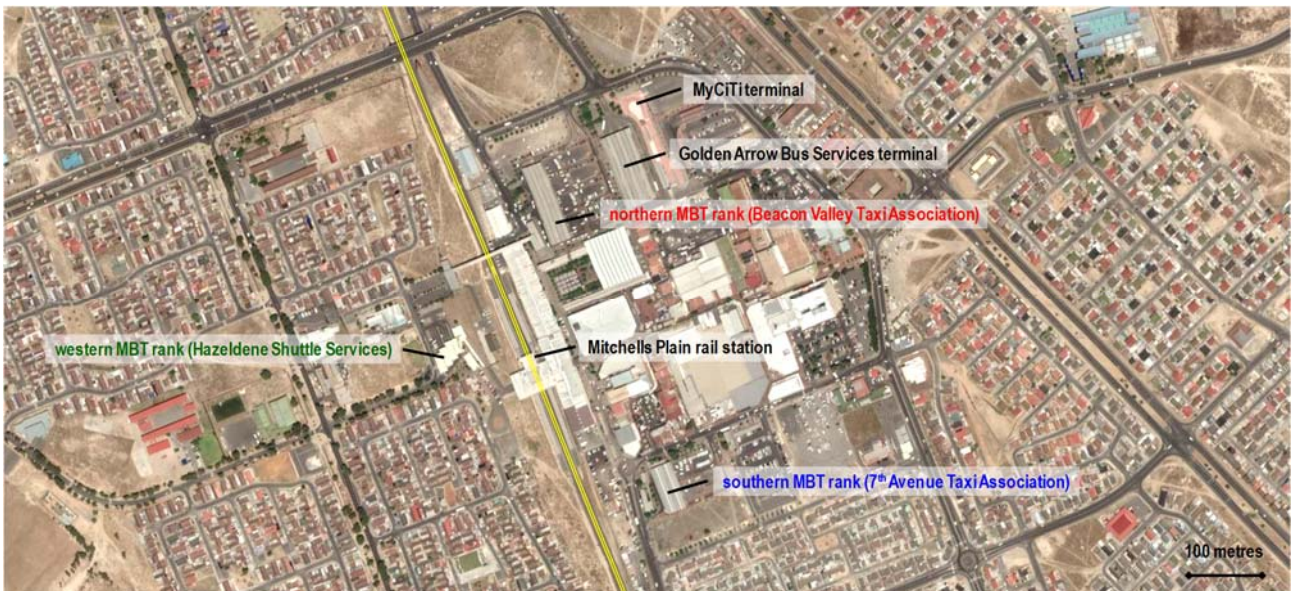 MyCiTi terminal
Golden Arrow Bus Services terminal
northern MBT rank (Beacon Valley Taxi Association)
western MBT rank (Hazeldene Shuttle Services)
Mitchells Plain rail station
southern MBT rank (7th Avenue Taxi Association)
100 metres